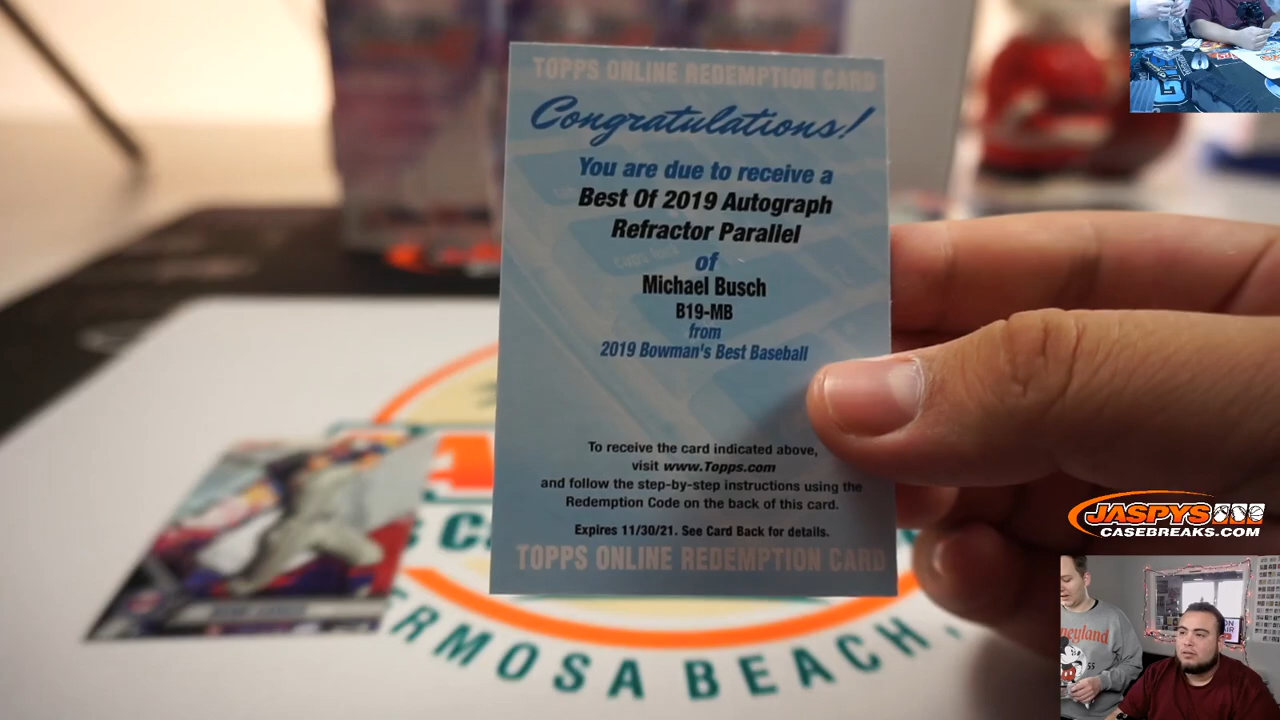 TOPPS ONLINE REDEMPTION CARD
Congratulations!
You are due to receive a
Best Of 2019 Autograph
Refractor Parallel
of
Michael Busch
B19-MB
from
2019 Bowman's Best Baseball
To receive the card indicated above,
visit www.Topps.com
and follow the step-by-step instructions using the
Redemption Code on the back of this card.
Expires 11/30/21. See Card Back for details.
TOPPS ONLINE REDEMPTION CARD
ERMOSA BEACH,
JASPYS
CASEBREAKS.COM